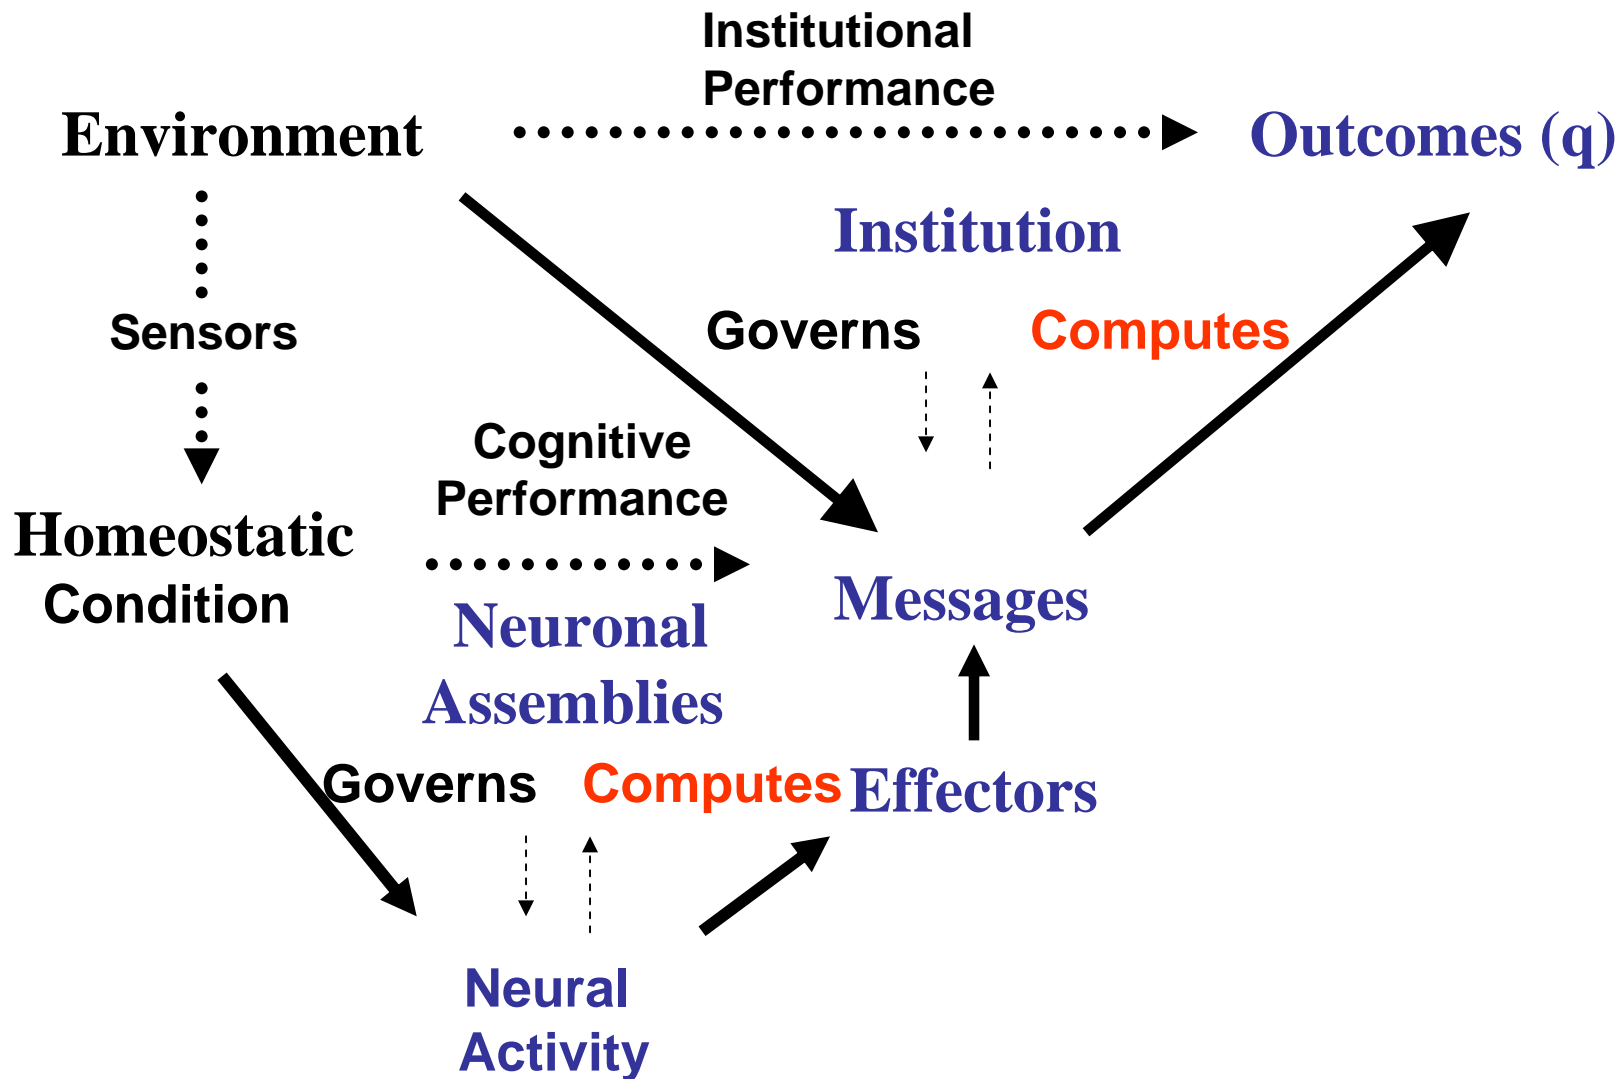 Institutional
Performance
Environment
Outcomes (q)
Institution
Sensors
Governs
Computes
Cognitive
Performance
Homeostatic
Condition
Messages
Neuronal
Assemblies
Governs
Computes
Effectors
Neural
Activity